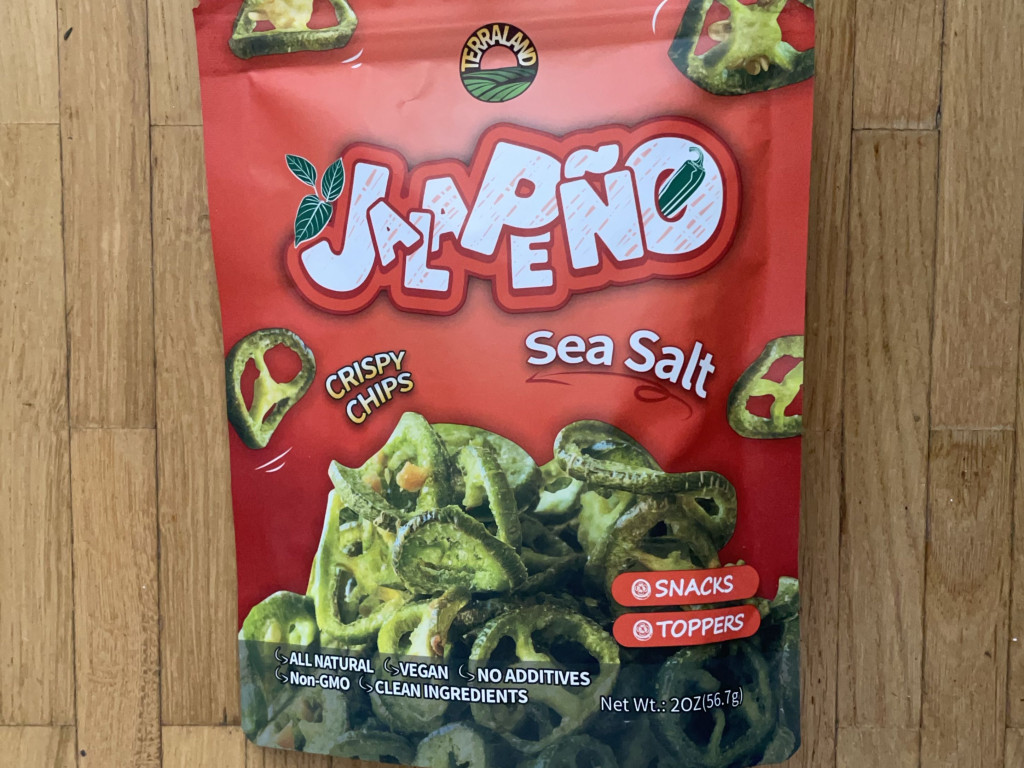 TERRALAND
JALAPEÑO
Sea Salt
CRISPY
CHIPS
SNACKS
TOPPERS
ALL NATURAL VEGAN NO ADDITIVES
Non-GMO CLEAN INGREDIENTS
Net Wt.: 2OZ(56.7g)